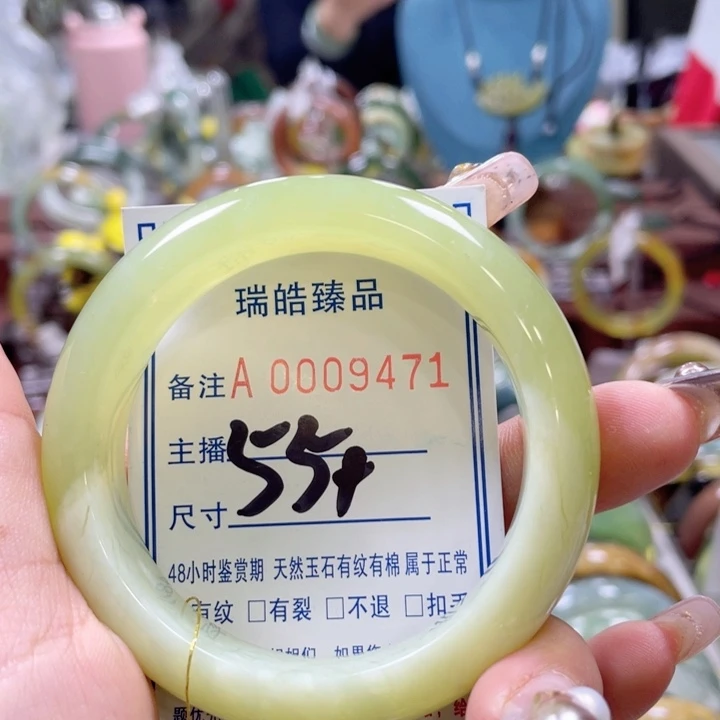 瑞皓臻品
备注 A 0009471
主播
55+
尺寸
48小时鉴赏期 天然玉石有纹有棉 属于正常
有纹 □有裂 □不退 □扣手